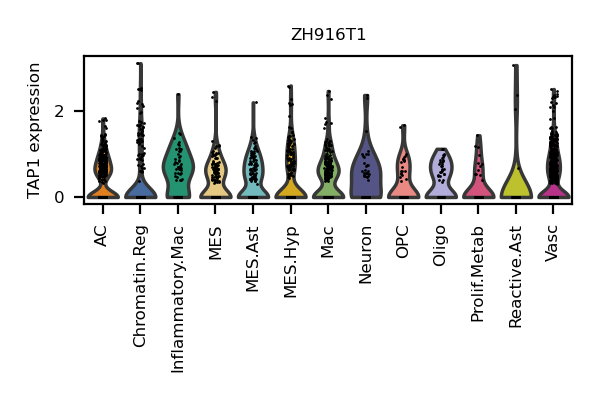 ZH916T1
TAP1 expression
2
0
AC
Chromatin.Reg
Inflammatory.Mac
MES
MES.Ast
MES.Hyp
Mac
Neuron
OPC
Oligo
Prolif.Metab
Reactive.Ast
Vasc